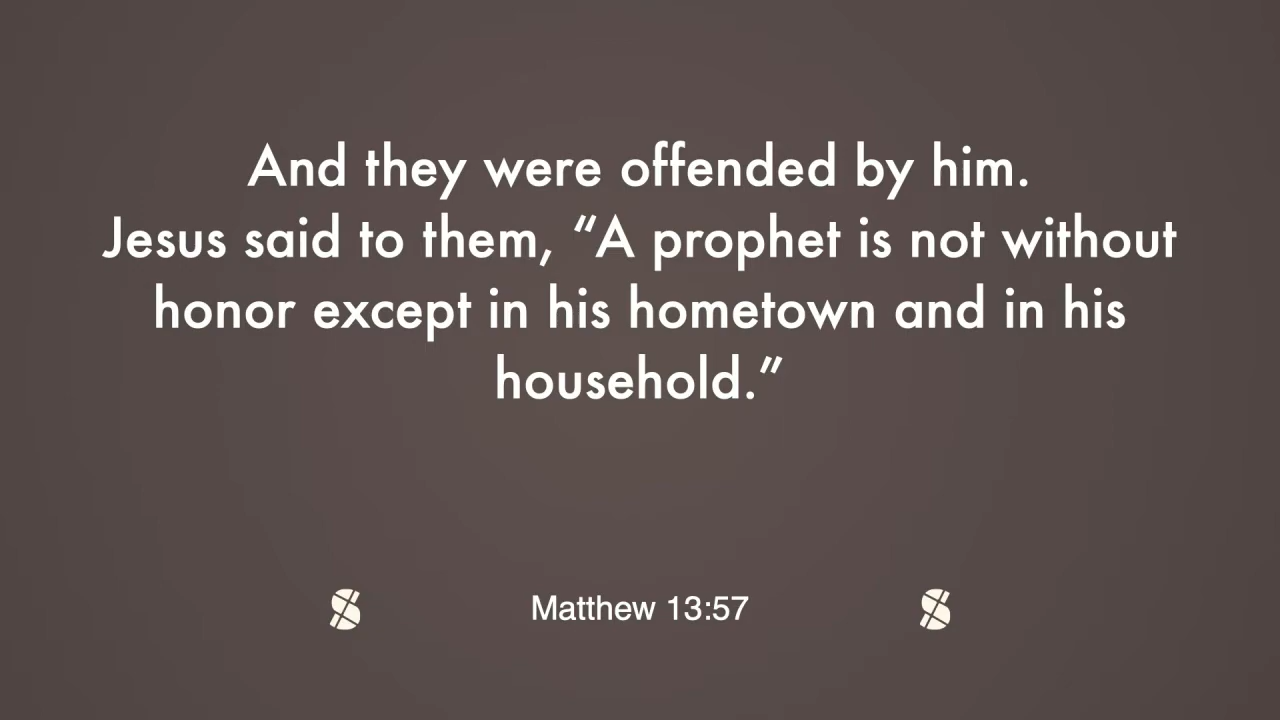 And they were offended by him.
Jesus said to them, “A prophet is not without
honor except in his hometown and in his
household.”
Matthew 13:57